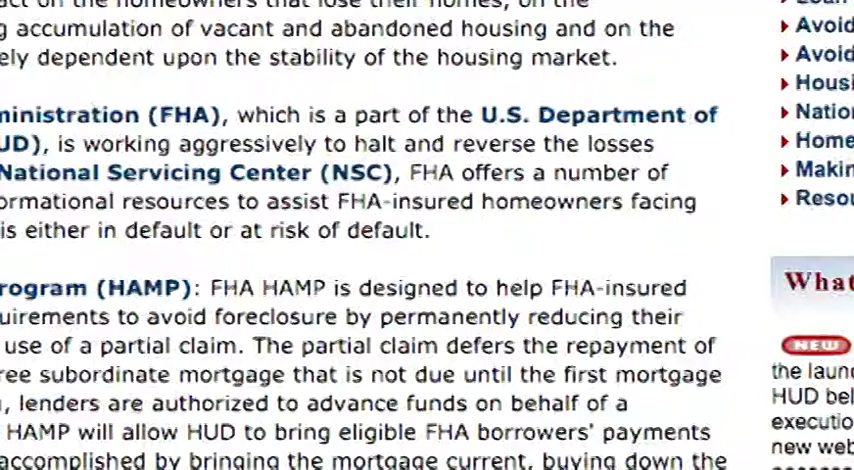 act on the homeowners that lose their homes, on the
g accumulation of vacant and abandoned housing and on the
ely dependent upon the stability of the housing market.
ministration (FHA), which is a part of the U.S. Department of
UD), is working aggressively to halt and reverse the losses
National Servicing Center (NSC), FHA offers a number of
ormational resources to assist FHA-insured homeowners facing
is either in default or at risk of default.
rogram (HAMP): FHA HAMP is designed to help FHA-insured
uirements to avoid foreclosure by permanently reducing their
use of a partial claim. The partial claim defers the repayment of
ree subordinate mortgage that is not due until the first mortgage
, lenders are authorized to advance funds on behalf of a
HAMP will allow HUD to bring eligible FHA borrowers' payments
accomplished by bringing the mortgage current, buying down the
Loan
Avoid
Avoid
Housi
Nation
Home
Makin
Resou
What
NEW
the launc
HUD bel
executio
new web